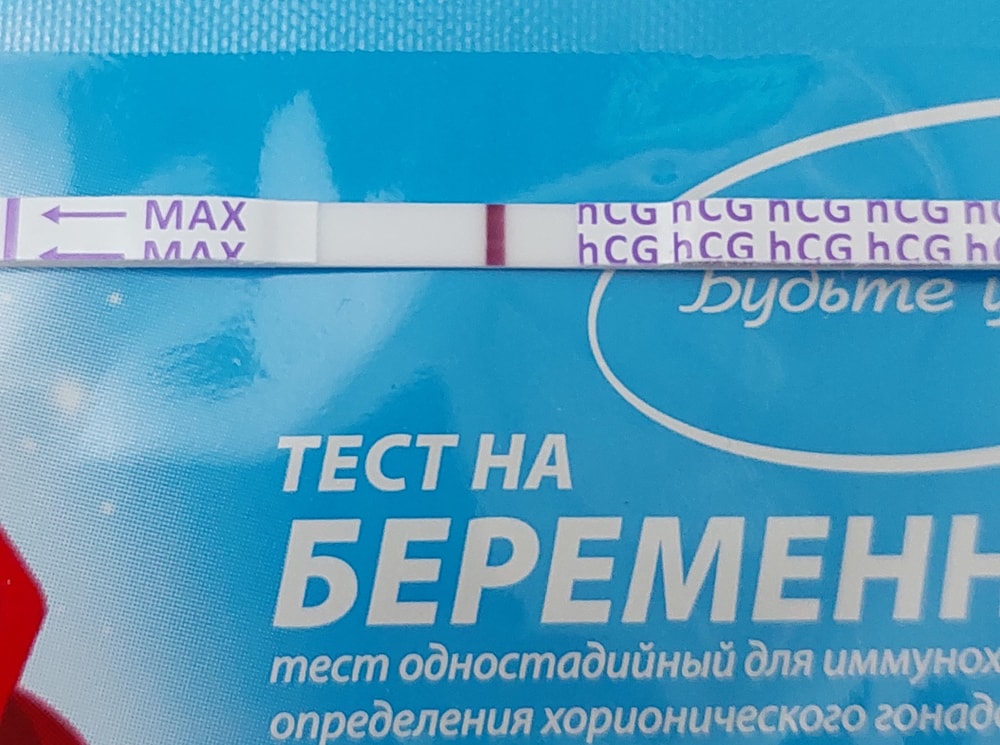 MAX
MAX
hCG hCG hCG hCG
hCG hCG hCG hCG
Будьте
ТЕСТ НА
БЕРЕМЕНН
тест одностадийный для иммунох
определения хорионического гонад